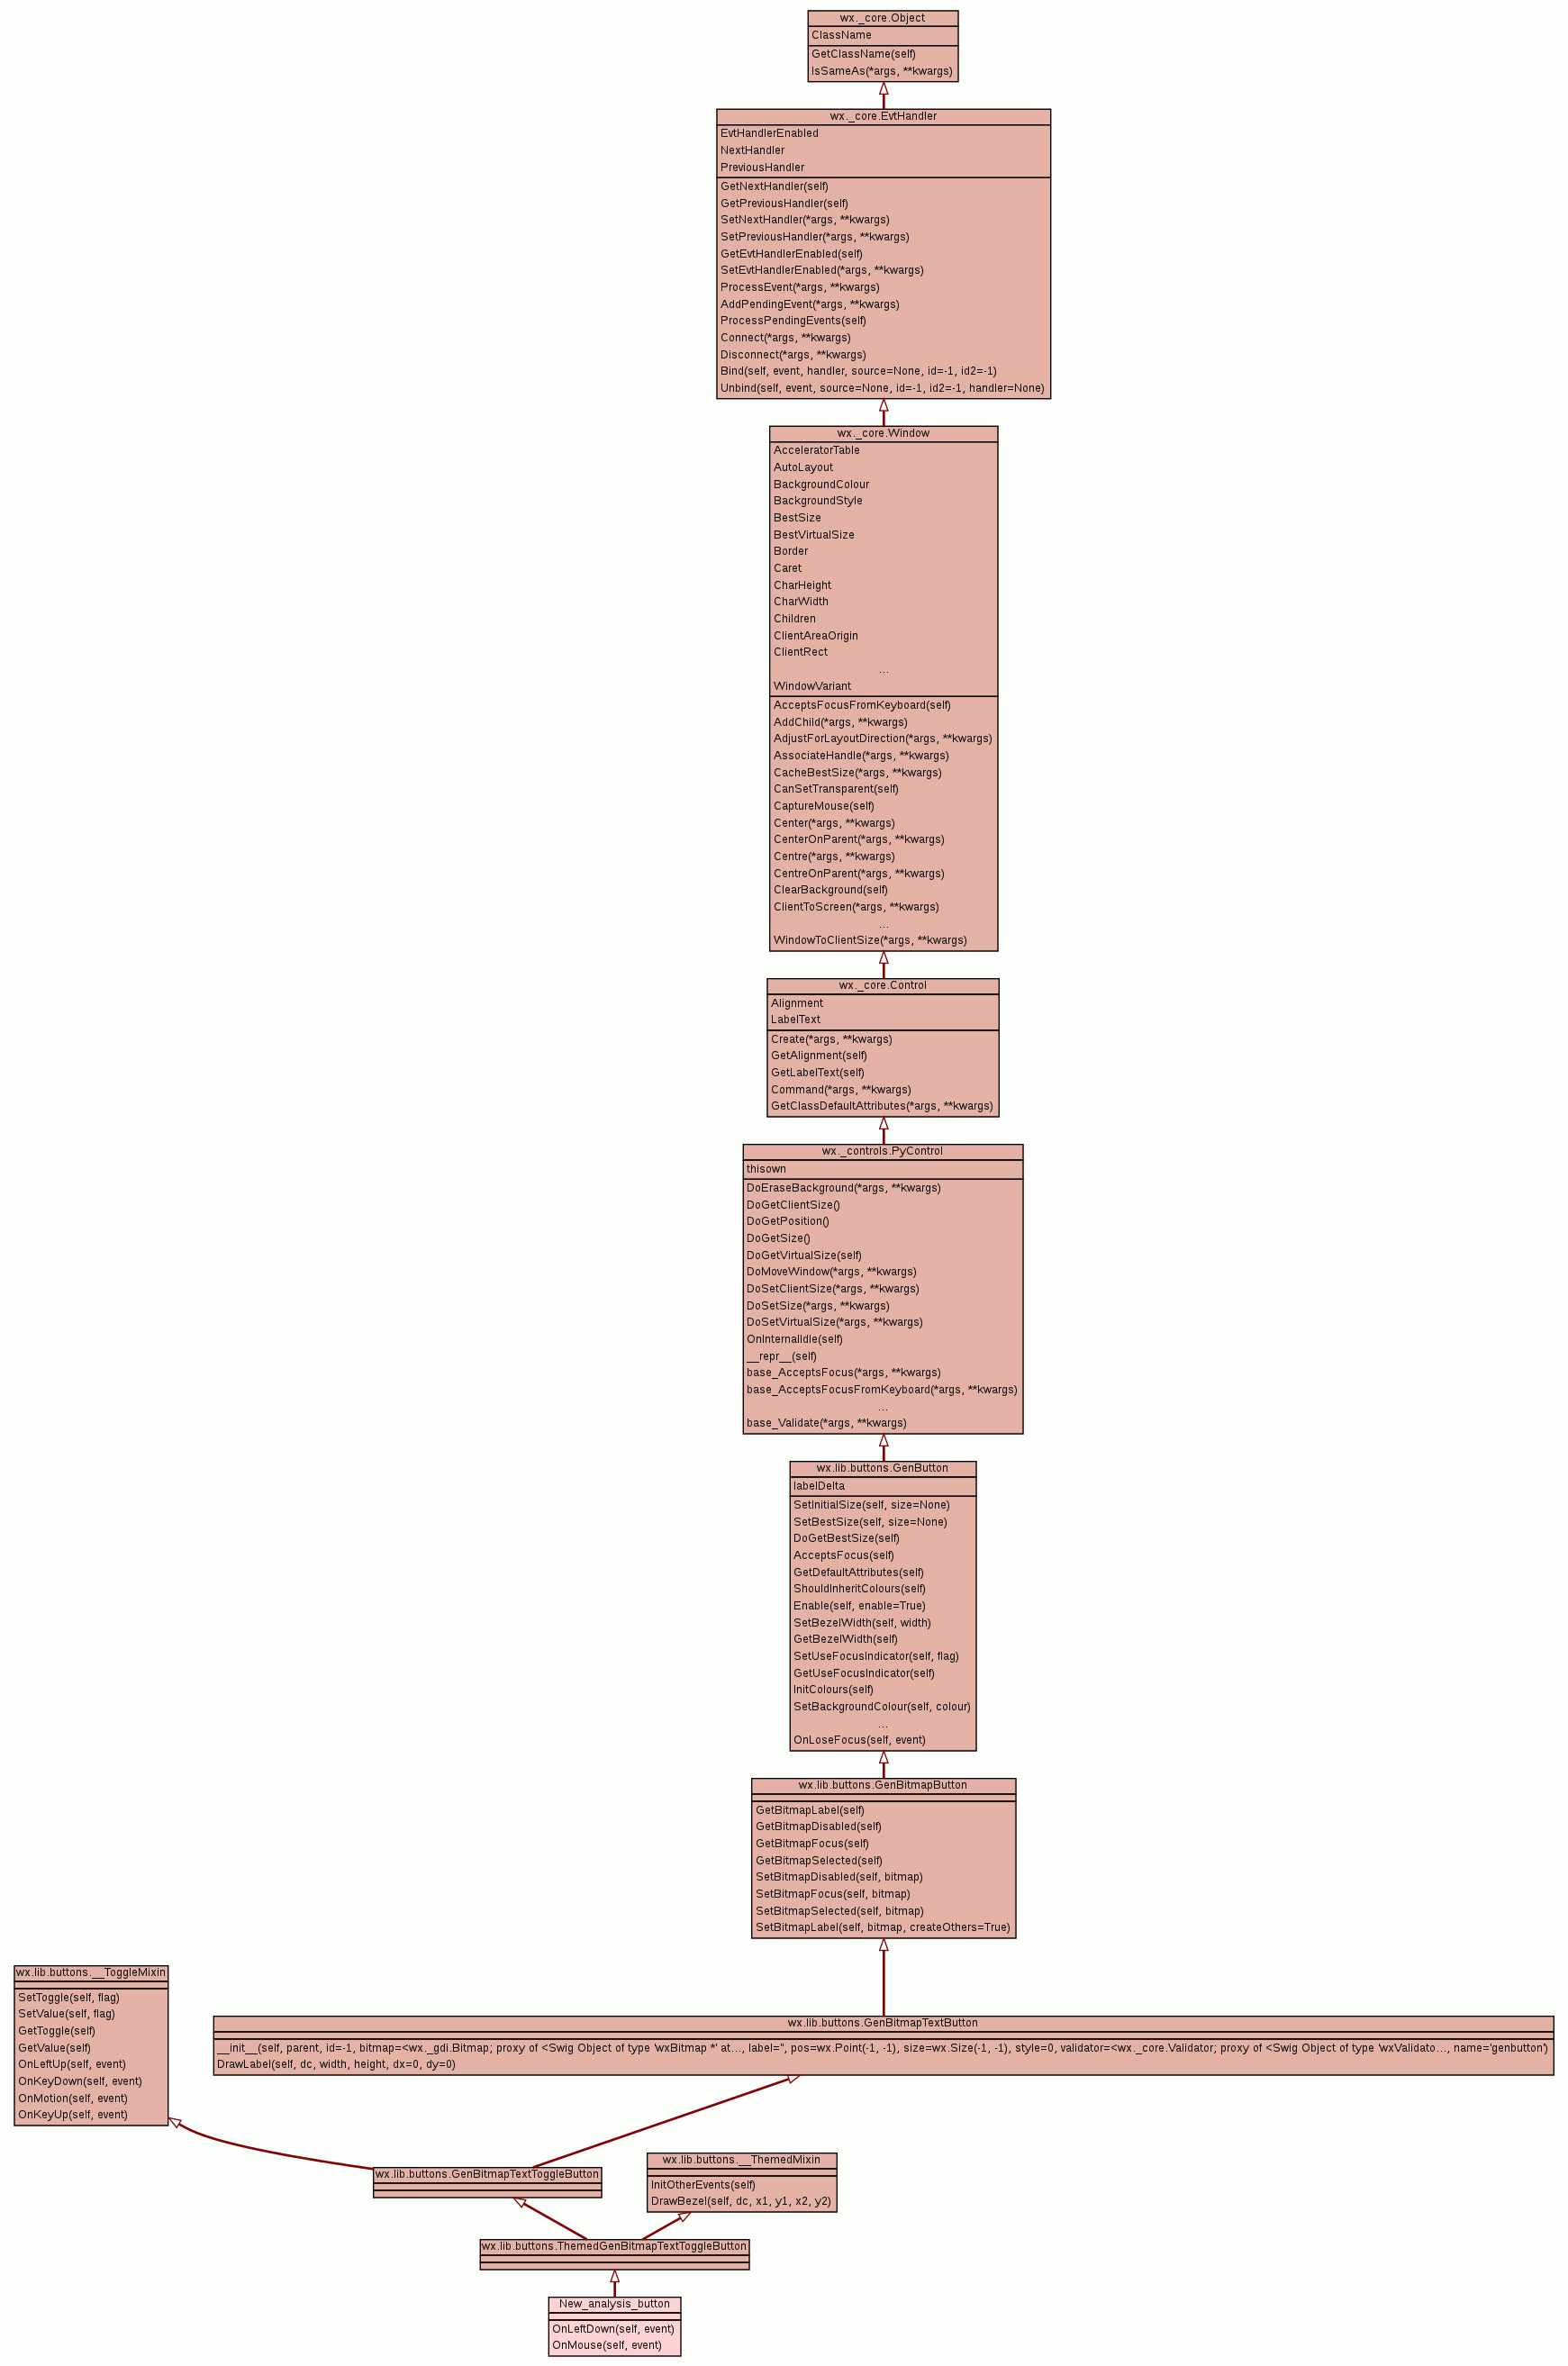 wx._core.Object
ClassName
GetClassName(self)
IsSameAs(*args, **kwargs)
wx._core.EvtHandler
EvtHandlerEnabled
NextHandler
PreviousHandler
GetNextHandler(self)
GetPreviousHandler(self)
SetNextHandler(*args, **kwargs)
SetPreviousHandler(*args, **kwargs)
GetEvtHandlerEnabled(self)
SetEvtHandlerEnabled(*args, **kwargs)
ProcessEvent(*args, **kwargs)
AddPendingEvent(*args, **kwargs)
ProcessPendingEvents(self)
Connect(*args, **kwargs)
Disconnect(*args, **kwargs)
Bind(self, event, handler, source=None, id=-1, id2=-1)
Unbind(self, event, source=None, id=-1, id2=-1, handler=None)
wx._core.Window
AcceleratorTable
AutoLayout
BackgroundColour
BackgroundStyle
BestSize
BestVirtualSize
Border
Caret
CharHeight
CharWidth
Children
ClientAreaOrigin
ClientRect
...
WindowVariant
AcceptsFocusFromKeyboard(self)
AddChild(*args, **kwargs)
AdjustForLayoutDirection(*args, **kwargs)
AssociateHandle(*args, **kwargs)
CacheBestSize(*args, **kwargs)
CanSetTransparent(self)
CaptureMouse(self)
Center(*args, **kwargs)
CenterOnParent(*args, **kwargs)
Centre(*args, **kwargs)
CentreOnParent(*args, **kwargs)
ClearBackground(self)
ClientToScreen(*args, **kwargs)
...
WindowToClientSize(*args, **kwargs)
wx._core.Control
Alignment
LabelText
Create(*args, **kwargs)
GetAlignment(self)
GetLabelText(self)
Command(*args, **kwargs)
GetClassDefaultAttributes(*args, **kwargs)
wx._controls.PyControl
thisown
DoEraseBackground(*args, **kwargs)
DoGetClientSize()
DoGetPosition()
DoGetSize()
DoGetVirtualSize(self)
DoMoveWindow(*args, **kwargs)
DoSetClientSize(*args, **kwargs)
DoSetSize(*args, **kwargs)
DoSetVirtualSize(*args, **kwargs)
OnInternalIdle(self)
__repr__(self)
base_AcceptsFocus(*args, **kwargs)
base_AcceptsFocusFromKeyboard(*args, **kwargs)
...
base_Validate(*args, **kwargs)
wx.lib.buttons.GenButton
labelDelta
SetInitialSize(self, size=None)
SetBestSize(self, size=None)
DoGetBestSize(self)
AcceptsFocus(self)
GetDefaultAttributes(self)
ShouldInheritColours(self)
Enable(self, enable=True)
SetBezelWidth(self, width)
GetBezelWidth(self)
SetUseFocusIndicator(self, flag)
GetUseFocusIndicator(self)
InitColours(self)
SetBackgroundColour(self, colour)
...
OnLoseFocus(self, event)
wx.lib.buttons.GenBitmapButton
GetBitmapLabel(self)
GetBitmapDisabled(self)
GetBitmapFocus(self)
GetBitmapSelected(self)
SetBitmapDisabled(self, bitmap)
SetBitmapFocus(self, bitmap)
SetBitmapSelected(self, bitmap)
SetBitmapLabel(self, bitmap, createOthers=True)
wx.lib.buttons.__ToggleMixin
SetToggle(self, flag)
SetValue(self, flag)
GetToggle(self)
GetValue(self)
OnLeftUp(self, event)
OnKeyDown(self, event)
OnMotion(self, event)
OnKeyUp(self, event)
wx.lib.buttons.GenBitmapTextButton
__init__(self, parent, id=-1, bitmap=<wx._gdi.Bitmap; proxy of <Swig Object of type 'wxBitmap *' at..., label='', pos=wx.Point(-1, -1), size=wx.Size(-1, -1), style=0, validator=<wx._core.Validator; proxy of <Swig Object of type 'wxValidato..., name='genbutton')
DrawLabel(self, dc, width, height, dx=0, dy=0)
wx.lib.buttons.GenBitmapTextToggleButton
wx.lib.buttons.__ThemedMixin
InitOtherEvents(self)
DrawBezel(self, dc, x1, y1, x2, y2)
wx.lib.buttons.ThemedGenBitmapTextToggleButton
New_analysis_button
OnLeftDown(self, event)
OnMouse(self, event)